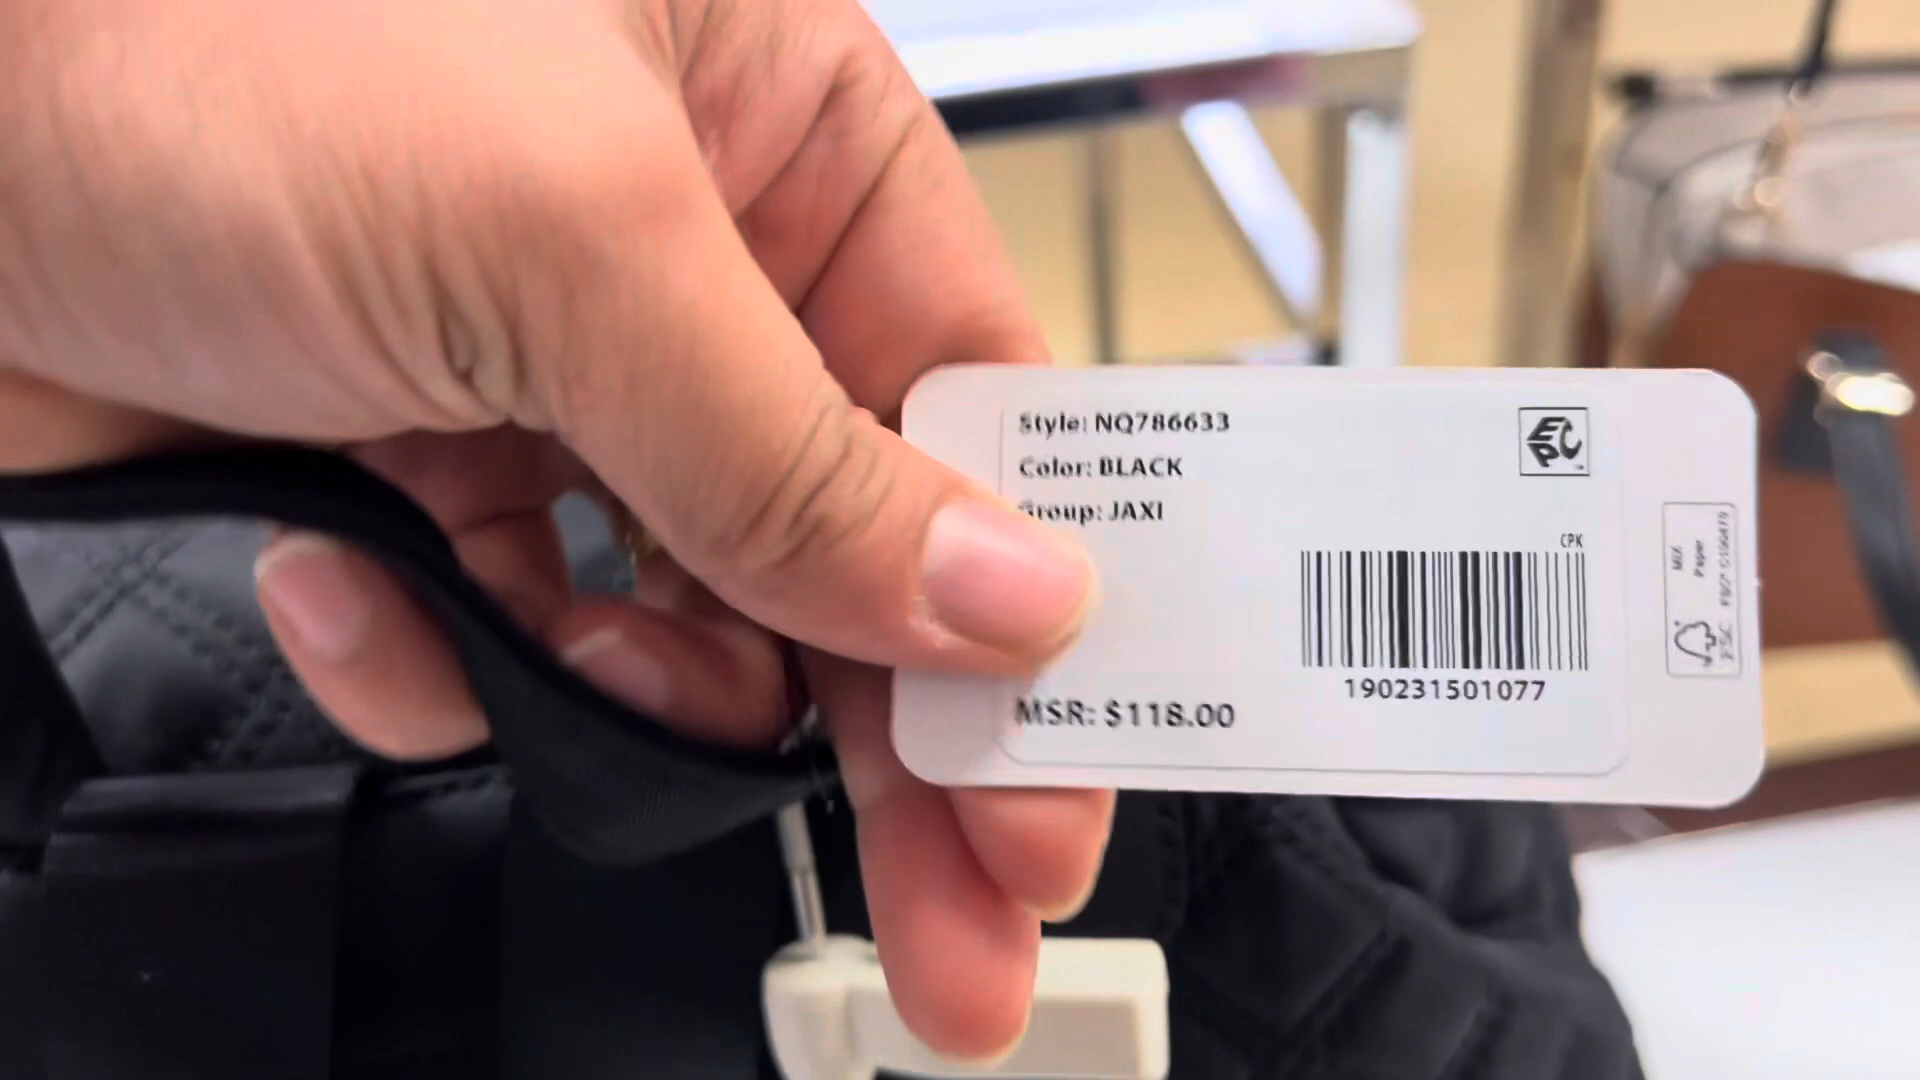 Style: NQ786633
Color: BLACK
Group: JAXI
EPC
CPK
190231501077
MSR: $118.00
MIX
Paper
FSC